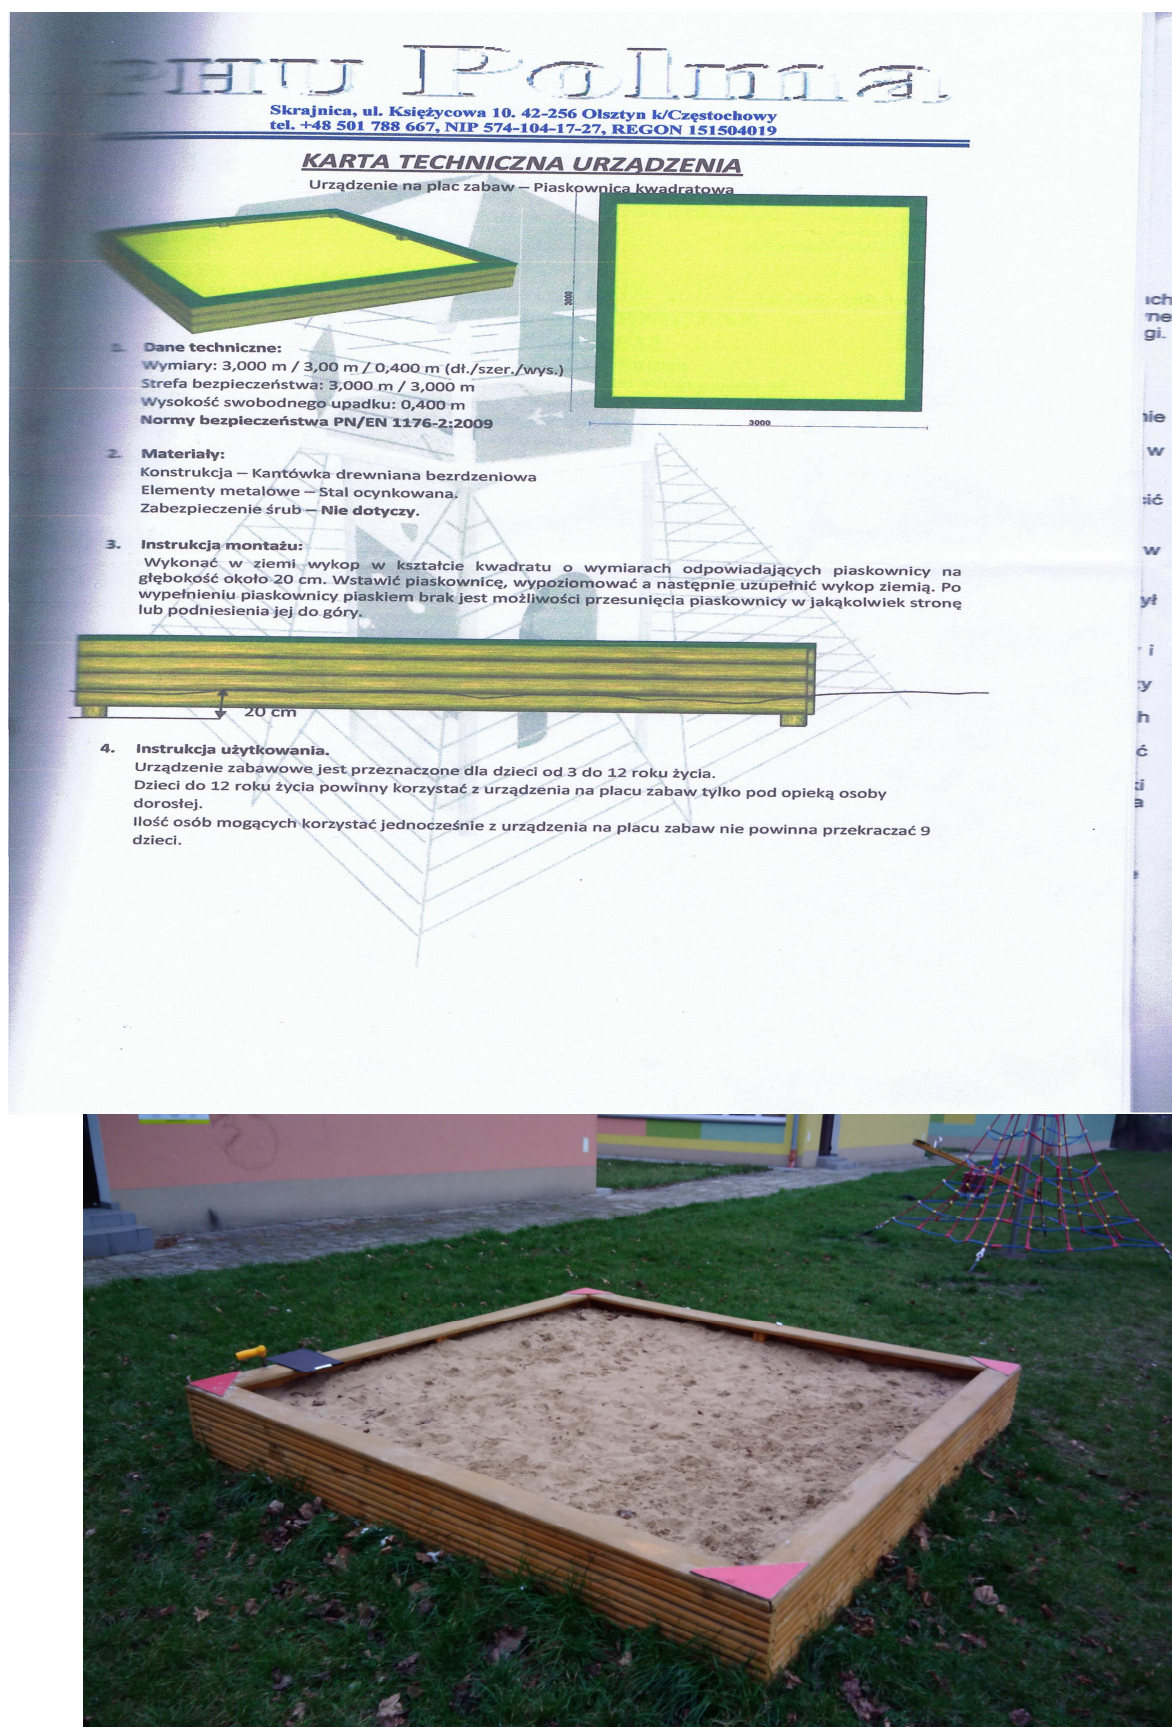 PHU Polma
Skrajnica, ul. Księżycowa 10. 42-256 Olsztyn k/Częstochowy
tel. +48 501 788 667, NIP 574-104-17-27, REGON 151504019
KARTA TECHNICZNA URZĄDZENIA
Urządzenie na plac zabaw – Piaskownica kwadratowa
3000
3000
1. Dane techniczne:
Wymiary: 3,000 m / 3,00 m / 0,400 m (dł./szer./wys.)
Strefa bezpieczeństwa: 3,000 m / 3,000 m
Wysokość swobodnego upadku: 0,400 m
Normy bezpieczeństwa PN/EN 1176-2:2009
2. Materiały:
Konstrukcja – Kantówka drewniana bezrdzeniowa
Elementy metalowe – Stal ocynkowana.
Zabezpieczenie śrub – Nie dotyczy.
3. Instrukcja montażu:
Wykonać w ziemi wykop w kształcie kwadratu o wymiarach odpowiadających piaskownicy na
głębokość około 20 cm. Wstawić piaskownicę, wypoziomować a następnie uzupełnić wykop ziemią. Po
wypełnieniu piaskownicy piaskiem brak jest możliwości przesunięcia piaskownicy w jakąkolwiek stronę
lub podniesienia jej do góry.
20 cm
4. Instrukcja użytkowania.
Urządzenie zabawowe jest przeznaczone dla dzieci od 3 do 12 roku życia.
Dzieci do 12 roku życia powinny korzystać z urządzenia na placu zabaw tylko pod opieką osoby
dorosłej.
Ilość osób mogących korzystać jednocześnie z urządzenia na placu zabaw nie powinna przekraczać 9
dzieci.